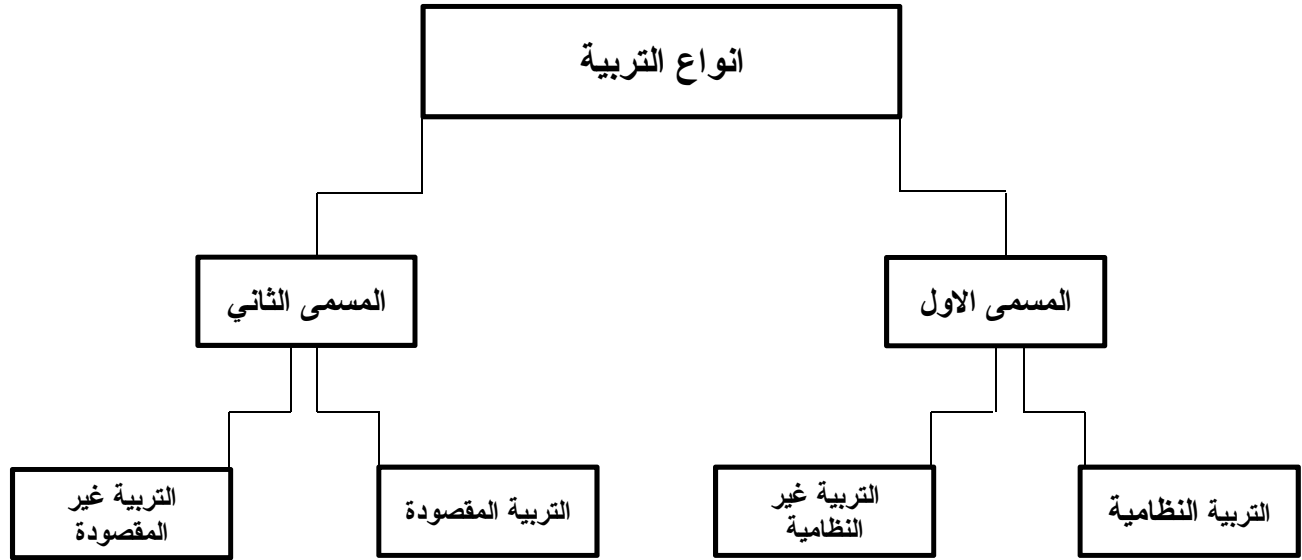 انواع التربية
المسمى الاول
المسمى الثاني
التربية النظامية
التربية غير
النظامية
التربية المقصودة
التربية غير
المقصودة